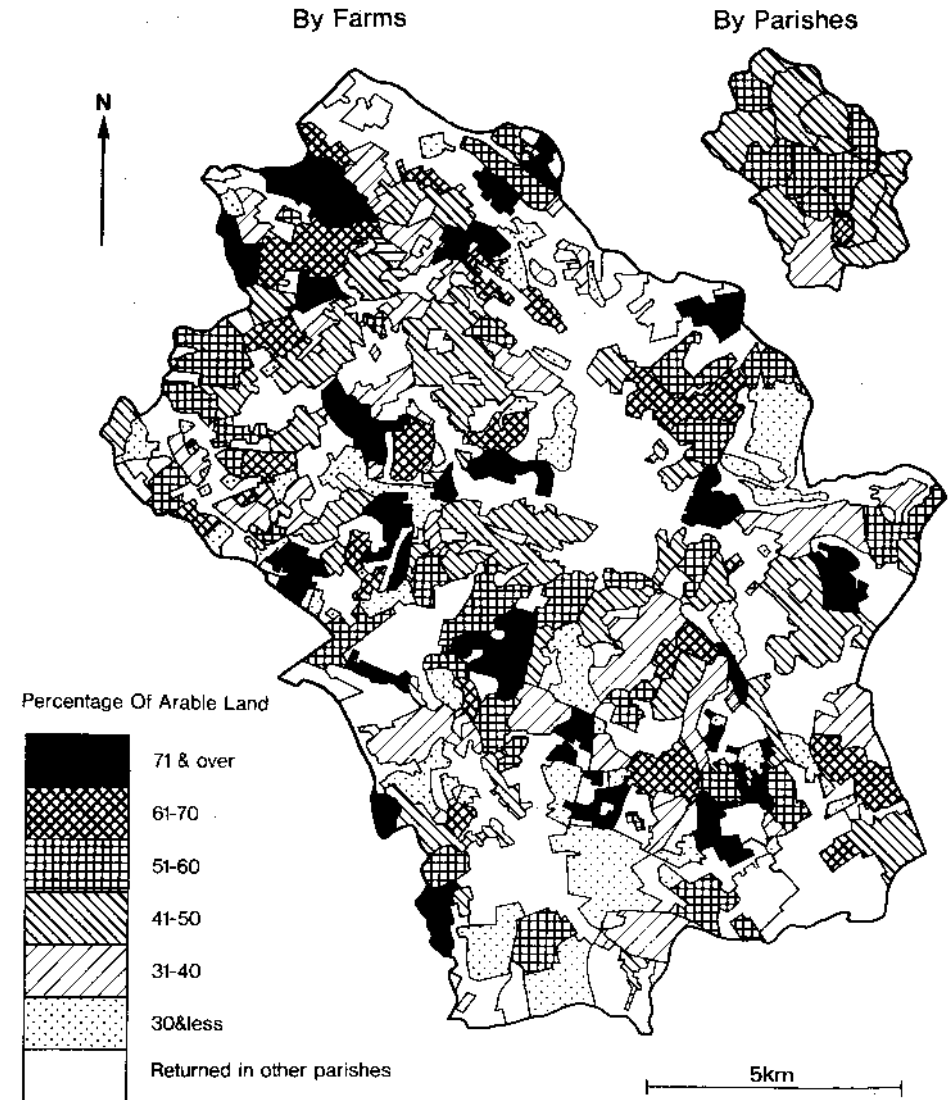 By Farms
By Parishes
N
Percentage Of Arable Land
71 & over
61-70
51-60
41-50
31-40
30&less
Returned in other parishes
5km